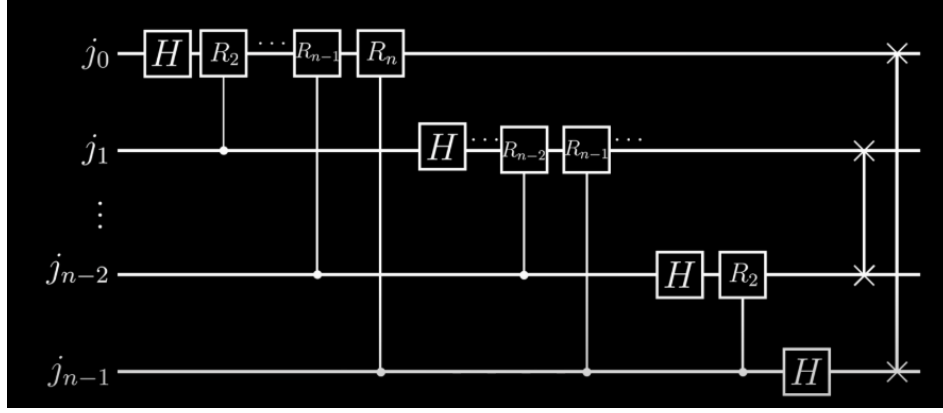 j₀ H R₂ ⋯ Rₙ₋₁ Rₙ
j₁ H ⋯ Rₙ₋₂ Rₙ₋₁ ⋯
⋮
jₙ₋₂ H R₂
jₙ₋₁ H